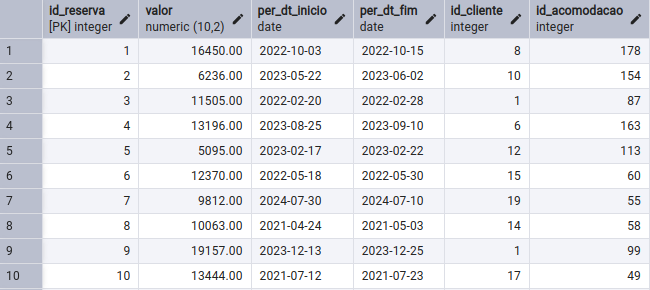 id_reserva valor per_dt_inicio per_dt_fim id_cliente id_acomodacao
[PK] integer numeric (10,2) date date integer integer
1 1 16450.00 2022-10-03 2022-10-15 8 178
2 2 6236.00 2023-05-22 2023-06-02 10 154
3 3 11505.00 2022-02-20 2022-02-28 1 87
4 4 13196.00 2023-08-25 2023-09-10 6 163
5 5 5095.00 2023-02-17 2023-02-22 12 113
6 6 12370.00 2022-05-18 2022-05-30 15 60
7 7 9812.00 2024-07-30 2024-07-10 19 55
8 8 10063.00 2021-04-24 2021-05-03 14 58
9 9 19157.00 2023-12-13 2023-12-25 1 99
10 10 13444.00 2021-07-12 2021-07-23 17 49